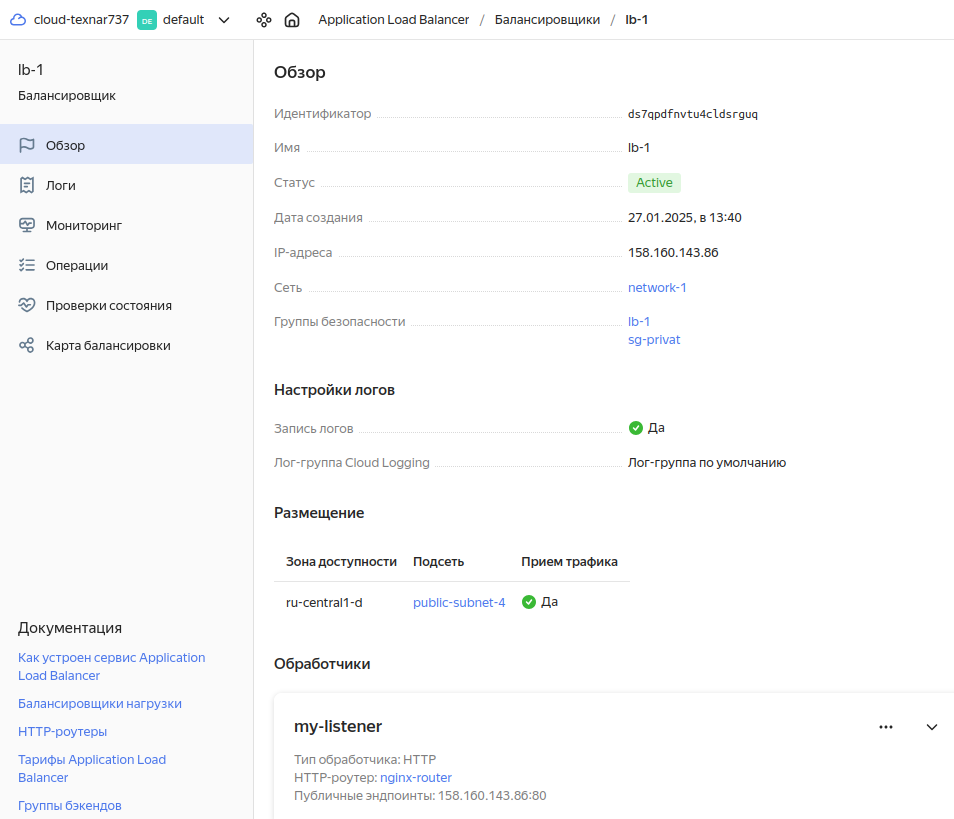 cloud-texnar737 DE default Application Load Balancer / Балансировщики / lb-1
lb-1
Балансировщик
Обзор
Логи
Мониторинг
Операции
Проверки состояния
Карта балансировки
Документация
Как устроен сервис Application
Load Balancer
Балансировщики нагрузки
HTTP-роутеры
Тарифы Application Load
Balancer
Группы бэкендов
Обзор
Идентификатор ds7qpdfnvtu4cldsrguq
Имя lb-1
Статус Active
Дата создания 27.01.2025, в 13:40
IP-адреса 158.160.143.86
Сеть network-1
Группы безопасности lb-1
sg-privat
Настройки логов
Запись логов Да
Лог-группа Cloud Logging Лог-группа по умолчанию
Размещение
Зона доступности Подсеть Прием трафика
ru-central1-d public-subnet-4 Да
Обработчики
my-listener
Тип обработчика: HTTP
HTTP-роутер: nginx-router
Публичные эндпоинты: 158.160.143.86:80